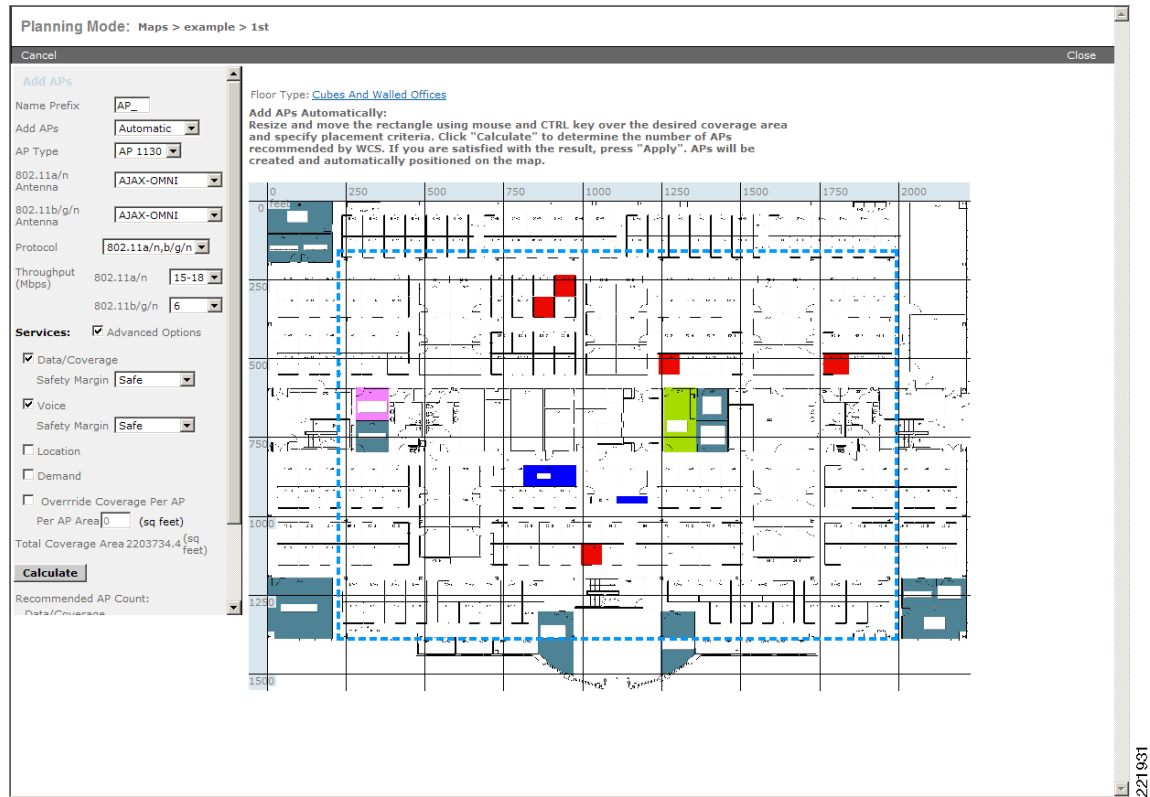 Planning Mode: Maps > example > 1st
Cancel
Close
Add APs
Name Prefix AP_
Add APs Automatic
AP Type AP 1130
802.11a/n
Antenna AJAX-OMNI
802.11b/g/n
Antenna AJAX-OMNI
Protocol 802.11a/n,b/g/n
Throughput
(Mbps) 802.11a/n 15-18
802.11b/g/n 6
Services: Advanced Options
Data/Coverage
Safety Margin Safe
Voice
Safety Margin Safe
Location
Demand
Overrride Coverage Per AP
Per AP Area 0 (sq feet)
Total Coverage Area 2203734.4 (sq
feet)
Calculate
Recommended AP Count:
Data/Coverage
Floor Type: Cubes And Walled Offices
Add APs Automatically:
Resize and move the rectangle using mouse and CTRL key over the desired coverage area
and specify placement criteria. Click "Calculate" to determine the number of APs
recommended by WCS. If you are satisfied with the result, press "Apply". APs will be
created and automatically positioned on the map.
0 250 500 750 1000 1250 1500 1750 2000
feet
0
250
500
750
1000
1250
1500
221931